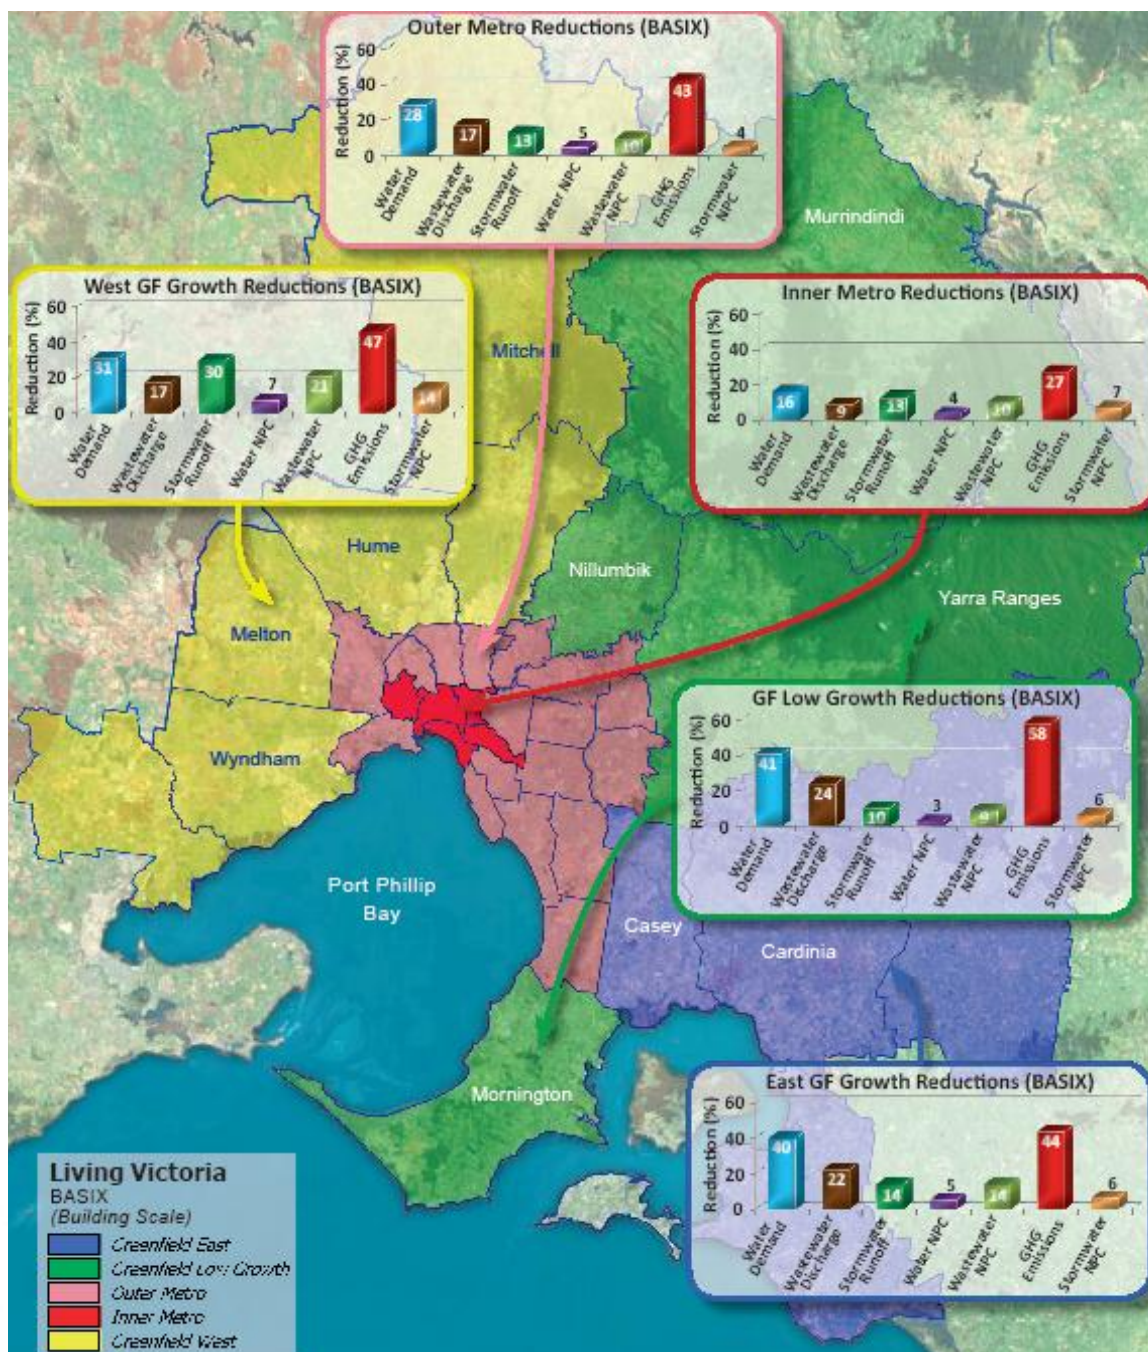 Outer Metro Reductions (BASIX)
Reduction (%)
60
40
20
0
28
17
13
5
10
43
4
Water
Demand
Wastewater
Discharge
Stormwater
Runoff
Water NPC
Wastewater
NPC
GHG
Emissions
Stormwater
NPC
Murrindindi
West GF Growth Reductions (BASIX)
Reduction (%)
60
40
20
0
31
17
30
7
21
47
14
Water
Demand
Wastewater
Discharge
Stormwater
Runoff
Water NPC
Wastewater
NPC
GHG
Emissions
Stormwater
NPC
Mitchell
Inner Metro Reductions (BASIX)
Reduction (%)
60
40
20
0
16
9
13
4
10
27
7
Water
Demand
Wastewater
Discharge
Stormwater
Runoff
Water NPC
Wastewater
NPC
GHG
Emissions
Stormwater
NPC
Hume
Nillumbik
Yarra Ranges
Melton
Wyndham
GF Low Growth Reductions (BASIX)
Reduction (%)
60
40
20
0
41
24
10
3
9
58
6
Water
Demand
Wastewater
Discharge
Stormwater
Runoff
Water NPC
Wastewater
NPC
GHG
Emissions
Stormwater
NPC
Port Phillip
Bay
Casey
Cardinia
Mornington
East GF Growth Reductions (BASIX)
Reduction (%)
60
40
20
0
40
22
14
5
14
44
6
Water
Demand
Wastewater
Discharge
Stormwater
Runoff
Water NPC
Wastewater
NPC
GHG
Emissions
Stormwater
NPC
Living Victoria
BASIX
(Building Scale)
Greenfield East
Greenfield Low Growth
Outer Metro
Inner Metro
Greenfield West